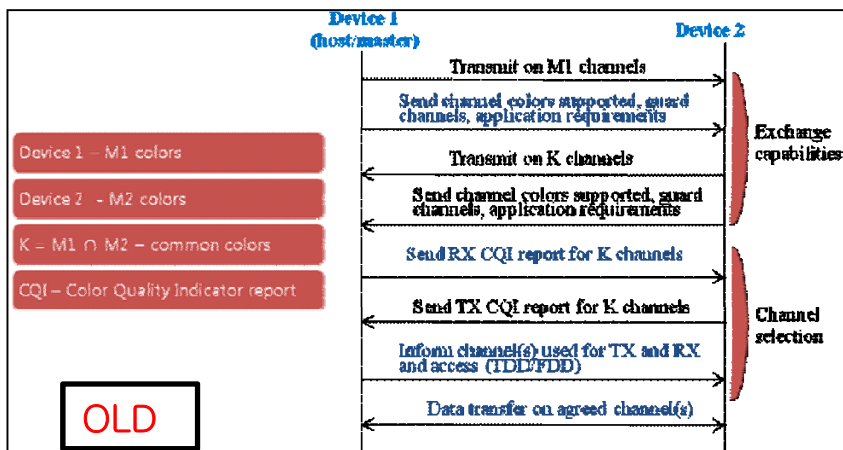 Device 1
(host/master)
Device 2
Transmit on M1 channels
Send channel colors supported, guard
channels, application requirements
Transmit on K channels
Send channel colors supported, guard
channels, application requirements
Exchange
capabilities
Device 1 – M1 colors
Device 2 - M2 colors
K = M1 ∩ M2 – common colors
CQI – Color Quality Indicator report
Send RX CQI report for K channels
Send TX CQI report for K channels
Inform channel(s) used for TX and RX
and access (TDD/FDD)
Channel
selection
Data transfer on agreed channel(s)
OLD